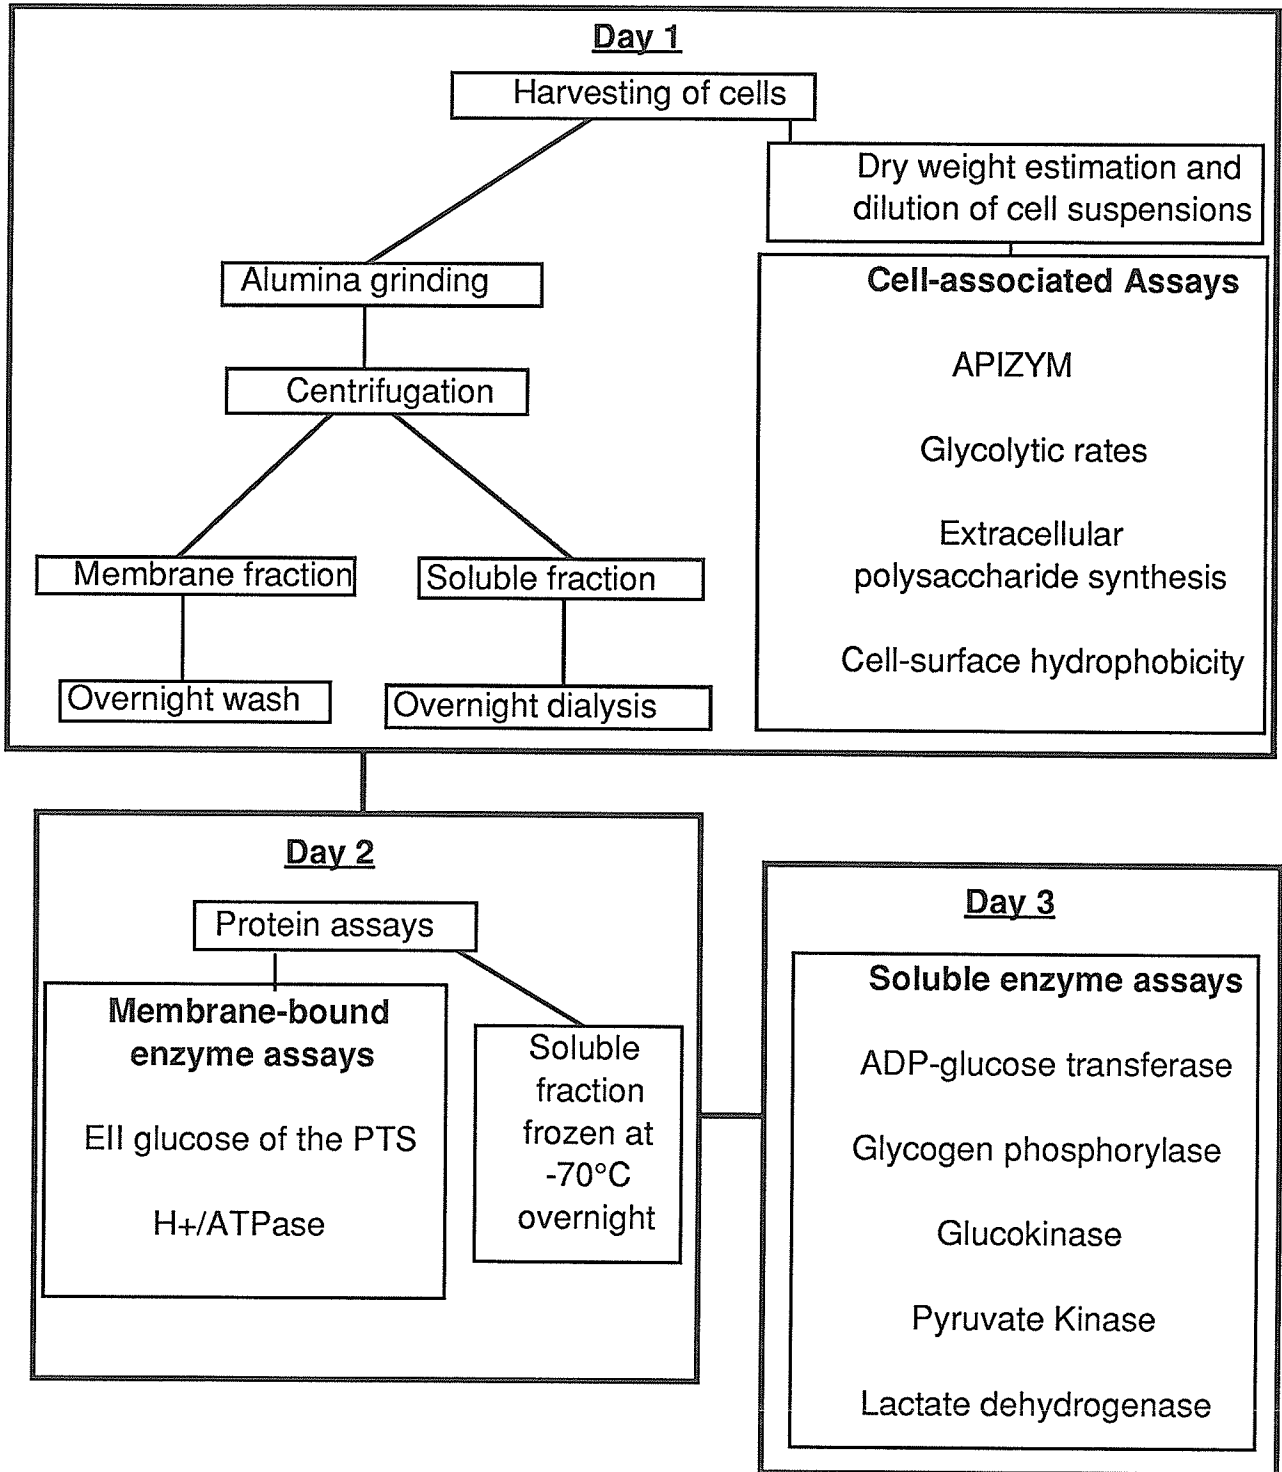 Day 1
Harvesting of cells
Dry weight estimation and
dilution of cell suspensions
Alumina grinding
Centrifugation
Membrane fraction
Soluble fraction
Overnight wash
Overnight dialysis
Cell-associated Assays
APIZYM
Glycolytic rates
Extracellular
polysaccharide synthesis
Cell-surface hydrophobicity
Day 2
Protein assays
Membrane-bound
enzyme assays
EII glucose of the PTS
H+/ATPase
Soluble
fraction
frozen at
-70°C
overnight
Day 3
Soluble enzyme assays
ADP-glucose transferase
Glycogen phosphorylase
Glucokinase
Pyruvate Kinase
Lactate dehydrogenase